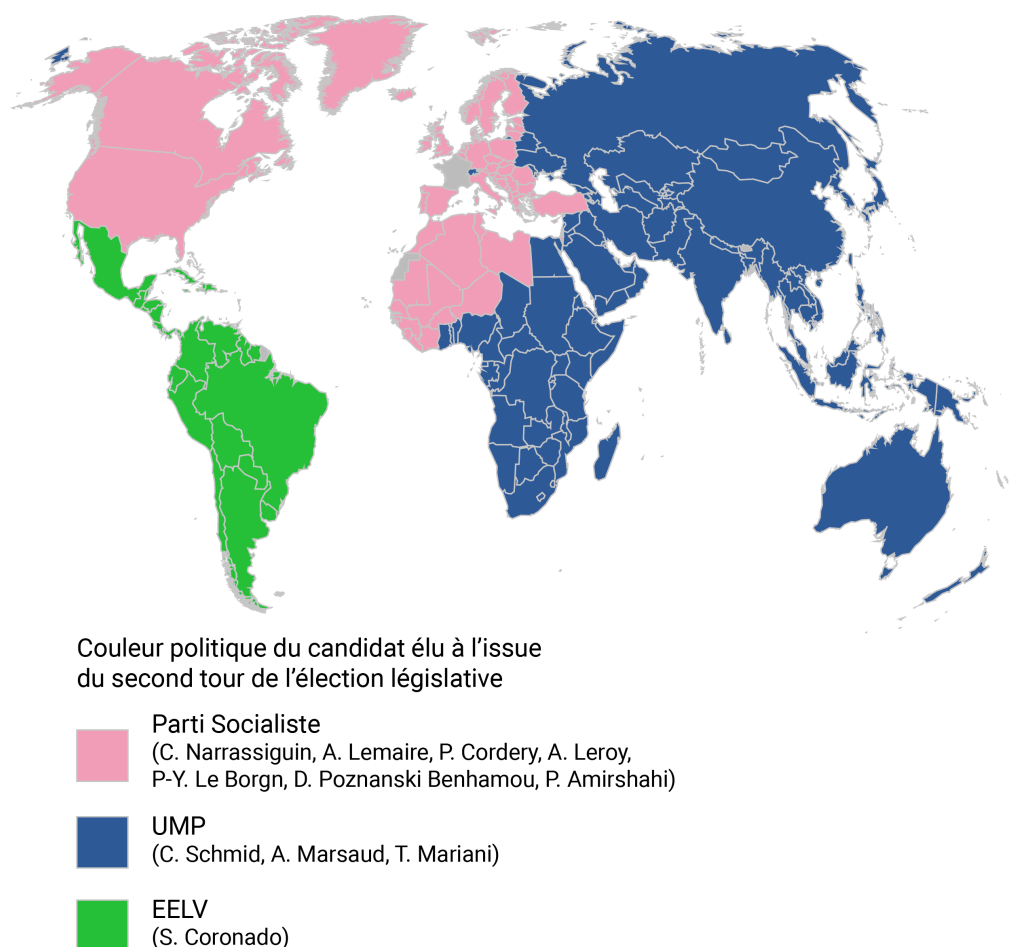 Couleur politique du candidat élu à l'issue
du second tour de l'élection législative
Parti Socialiste
(C. Narrassiguin, A. Lemaire, P. Cordery, A. Leroy,
P-Y. Le Borgn, D. Poznanski Benhamou, P. Amirshahi)
UMP
(C. Schmid, A. Marsaud, T. Mariani)
EELV
(S. Coronado)